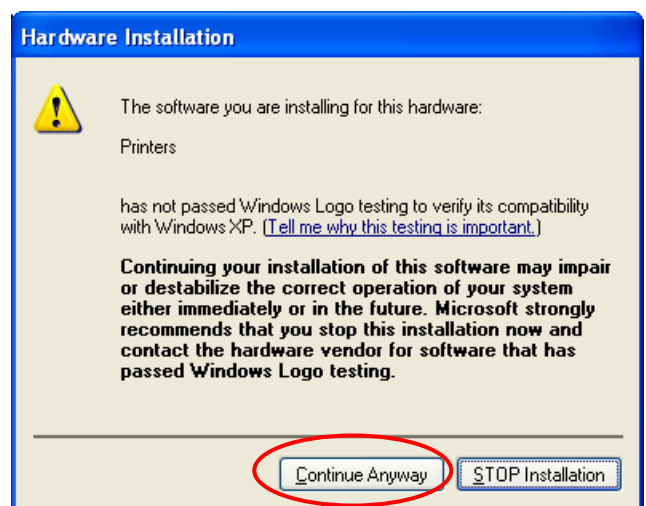 Hardware Installation
The software you are installing for this hardware:
Printers
has not passed Windows Logo testing to verify its compatibility
with Windows XP. (Tell me why this testing is important.)
Continuing your installation of this software may impair
or destabilize the correct operation of your system
either immediately or in the future. Microsoft strongly
recommends that you stop this installation now and
contact the hardware vendor for software that has
passed Windows Logo testing.
Continue Anyway STOP Installation